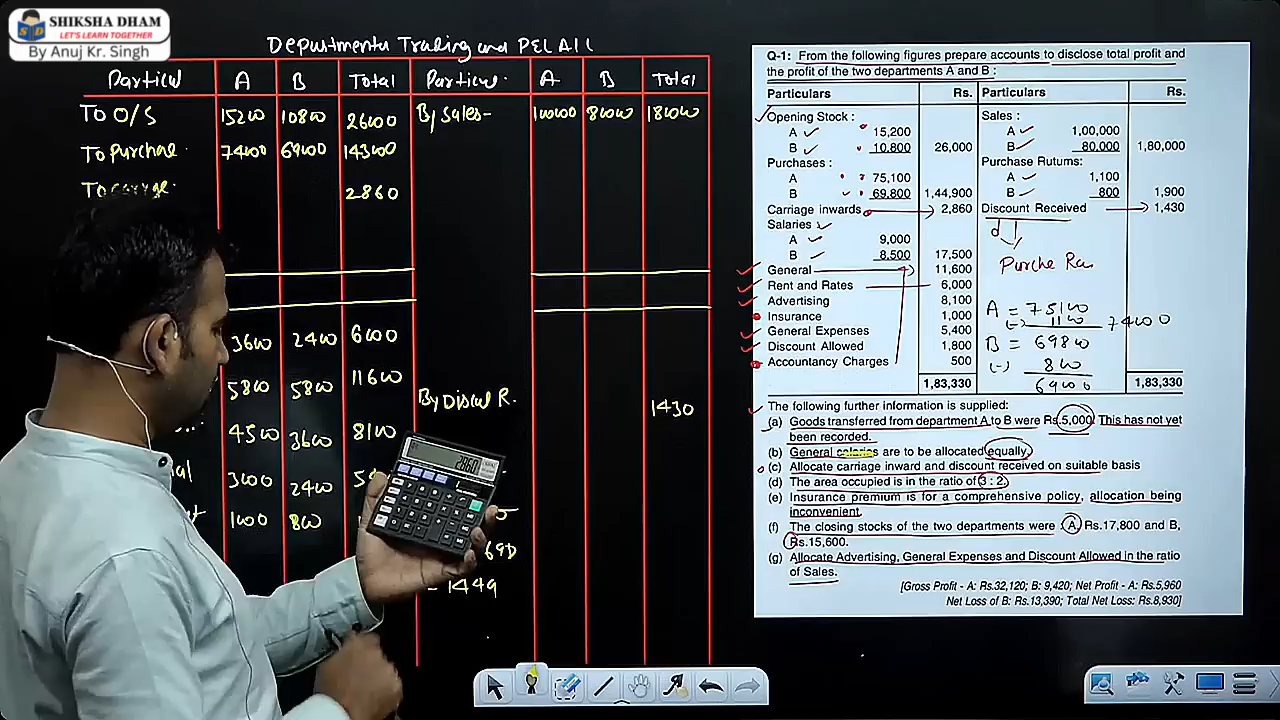 SHIKSHA DHAM
LET'S LEARN TOGETHER
By Anuj Kr. Singh
Departmental Trading and P&L A/c
Particul A B Total Particul. A B Total
To O/S 15200 10800 26000 By Sales- 100000 80000 180000
To Purchase. 74000 69000 143000
To carryge. 2860
3600 2400 6000
5800 5800 11600
By Discul R. 1430
4500 3600 8100
3000 2400
1000 800
- 1449
2860
Q-1: From the following figures prepare accounts to disclose total profit and
the profit of the two departments A and B :
Particulars Rs. Particulars Rs.
Opening Stock : Sales :
A 15,200 A 1,00,000
B 10.800 26,000 B 80,000 1,80,000
Purchases : Purchase Ruturns:
A 75,100 A 1,100
B 69.800 1,44,900 B 800 1,900
Carriage inwards 2,860 Discount Received 1,430
Salaries :
A 9,000
B 8,500 17,500
General 11,600
Rent and Rates 6,000
Advertising 8,100
Insurance 1,000
General Expenses 5,400
Discount Allowed 1,800
Accountancy Charges 500
1,83,330 1,83,330
Purche Ra.
A = 75100
(-) 1100 74000
B = 69800
(-) 800
69000
The following further information is supplied:
(a) Goods transferred from department A to B were Rs.5,000 This has not yet
been recorded.
(b) General salaries are to be allocated equally.
(c) Allocate carriage inward and discount received on suitable basis
(d) The area occupied is in the ratio of 3 : 2.
(e) Insurance premium is for a comprehensive policy, allocation being
inconvenient.
(f) The closing stocks of the two departments were : A Rs.17,800 and B,
Rs.15,600.
(g) Allocate Advertising, General Expenses and Discount Allowed in the ratio
of Sales.
[Gross Profit - A: Rs.32,120; B: 9,420; Net Profit - A: Rs.5,960
Net Loss of B: Rs.13,390; Total Net Loss: Rs.8,930]